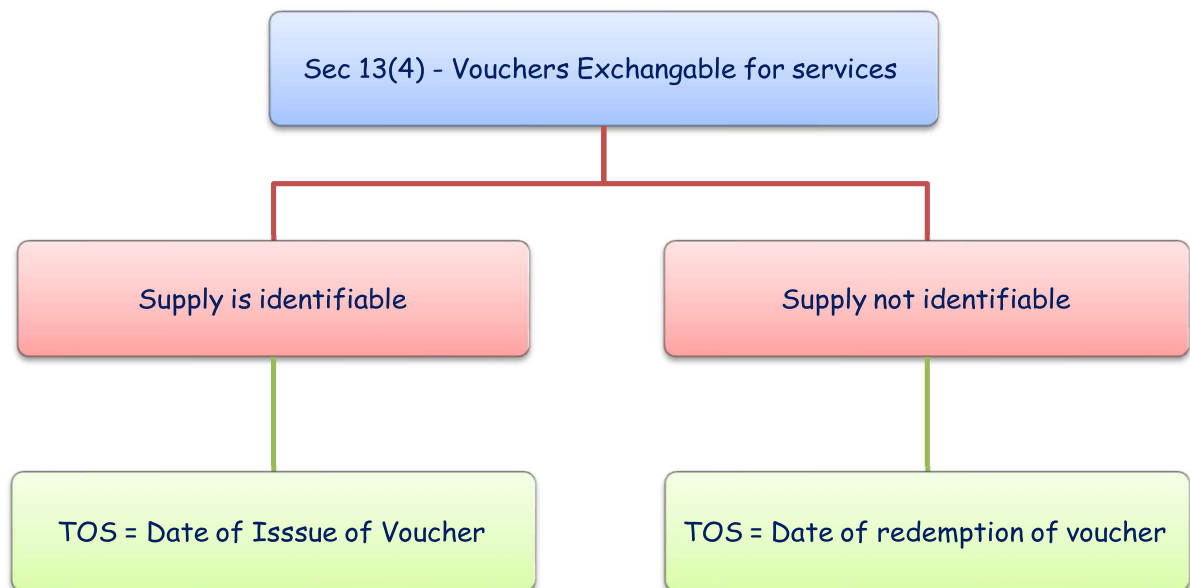 Sec 13(4) - Vouchers Exchangable for services
Supply is identifiable
Supply not identifiable
TOS = Date of Isssue of Voucher
TOS = Date of redemption of voucher